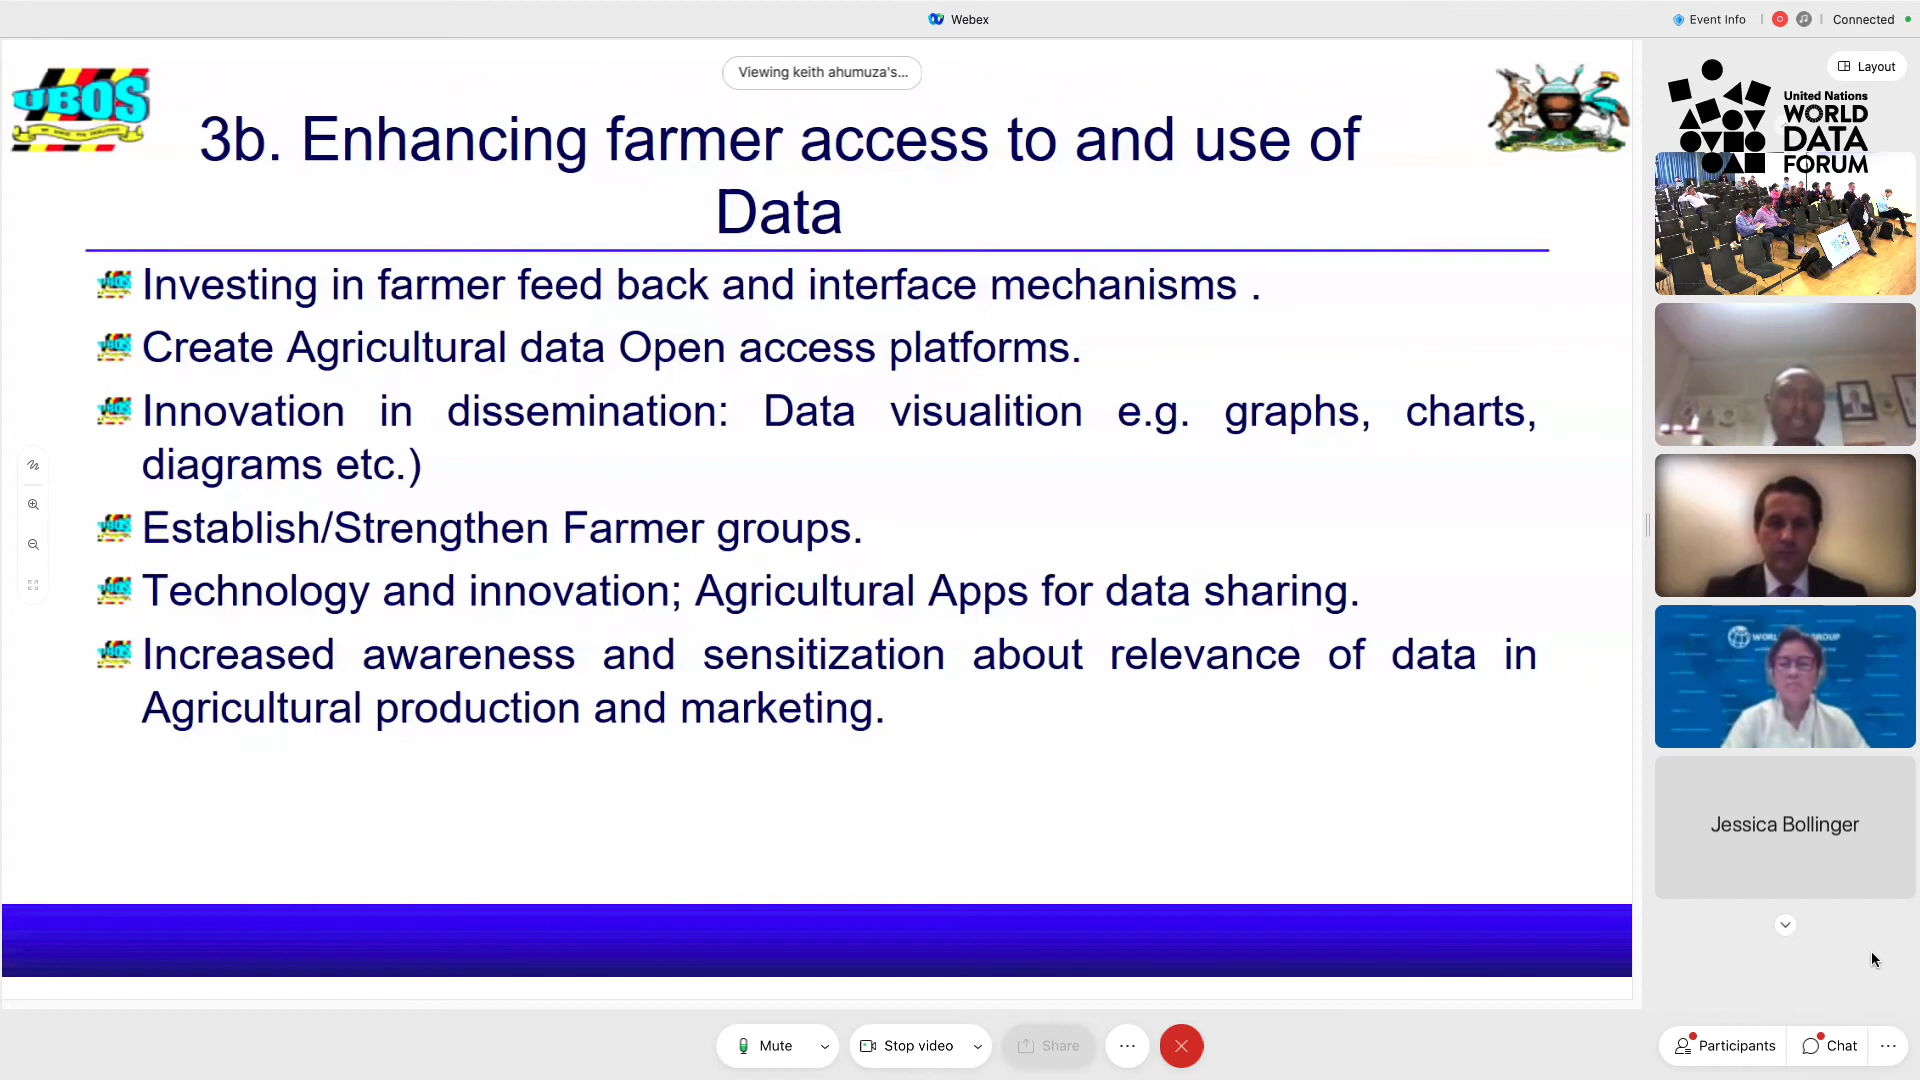 Webex
Event Info
Connected
Viewing keith ahumuza's...
Layout
UBOS
3b. Enhancing farmer access to and use of
Data
Investing in farmer feed back and interface mechanisms .
Create Agricultural data Open access platforms.
Innovation in dissemination: Data visualition e.g. graphs, charts,
diagrams etc.)
Establish/Strengthen Farmer groups.
Technology and innovation; Agricultural Apps for data sharing.
Increased awareness and sensitization about relevance of data in
Agricultural production and marketing.
United Nations
WORLD
DATA
FORUM
Jessica Bollinger
Mute
Stop video
Share
Participants
Chat